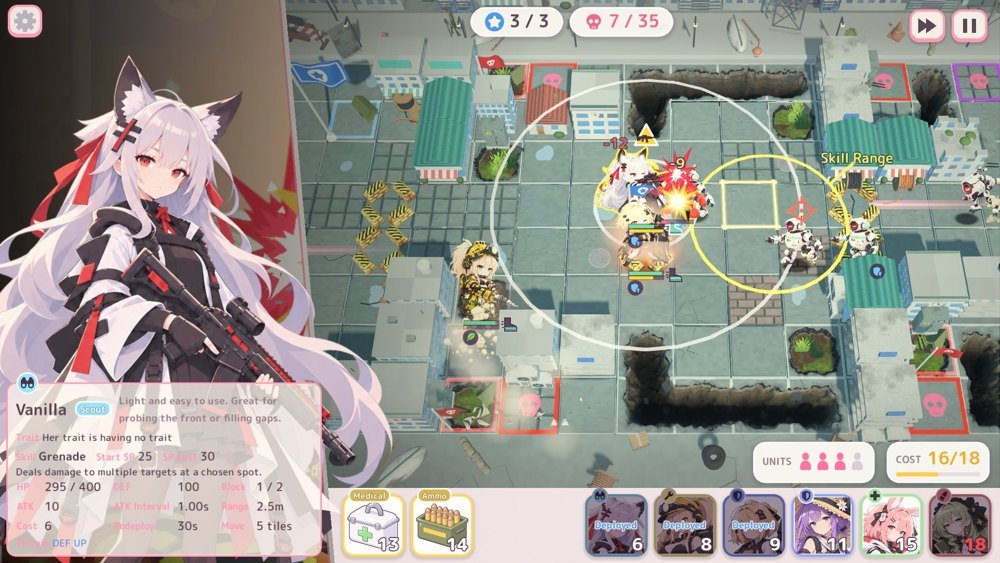 3 / 3
7 / 35
-12
-9
15
Skill Range
Vanilla
Scout
Light and easy to use. Great for
probing the front or filling gaps.
Trait Her trait is having no trait
Skill Grenade Start SP 25 SP Cost 30
Deals damage to multiple targets at a chosen spot.
HP 295 / 400 DEF 100 Block 1 / 2
ATK 10 ATK Interval 1.00s Range 2.5m
Cost 6 Redeploy 30s Move 5 tiles
DEF UP
UNITS
COST 16/18
Medical
13
Ammo
14
Deployed
6
Deployed
8
Deployed
9
11
15
18